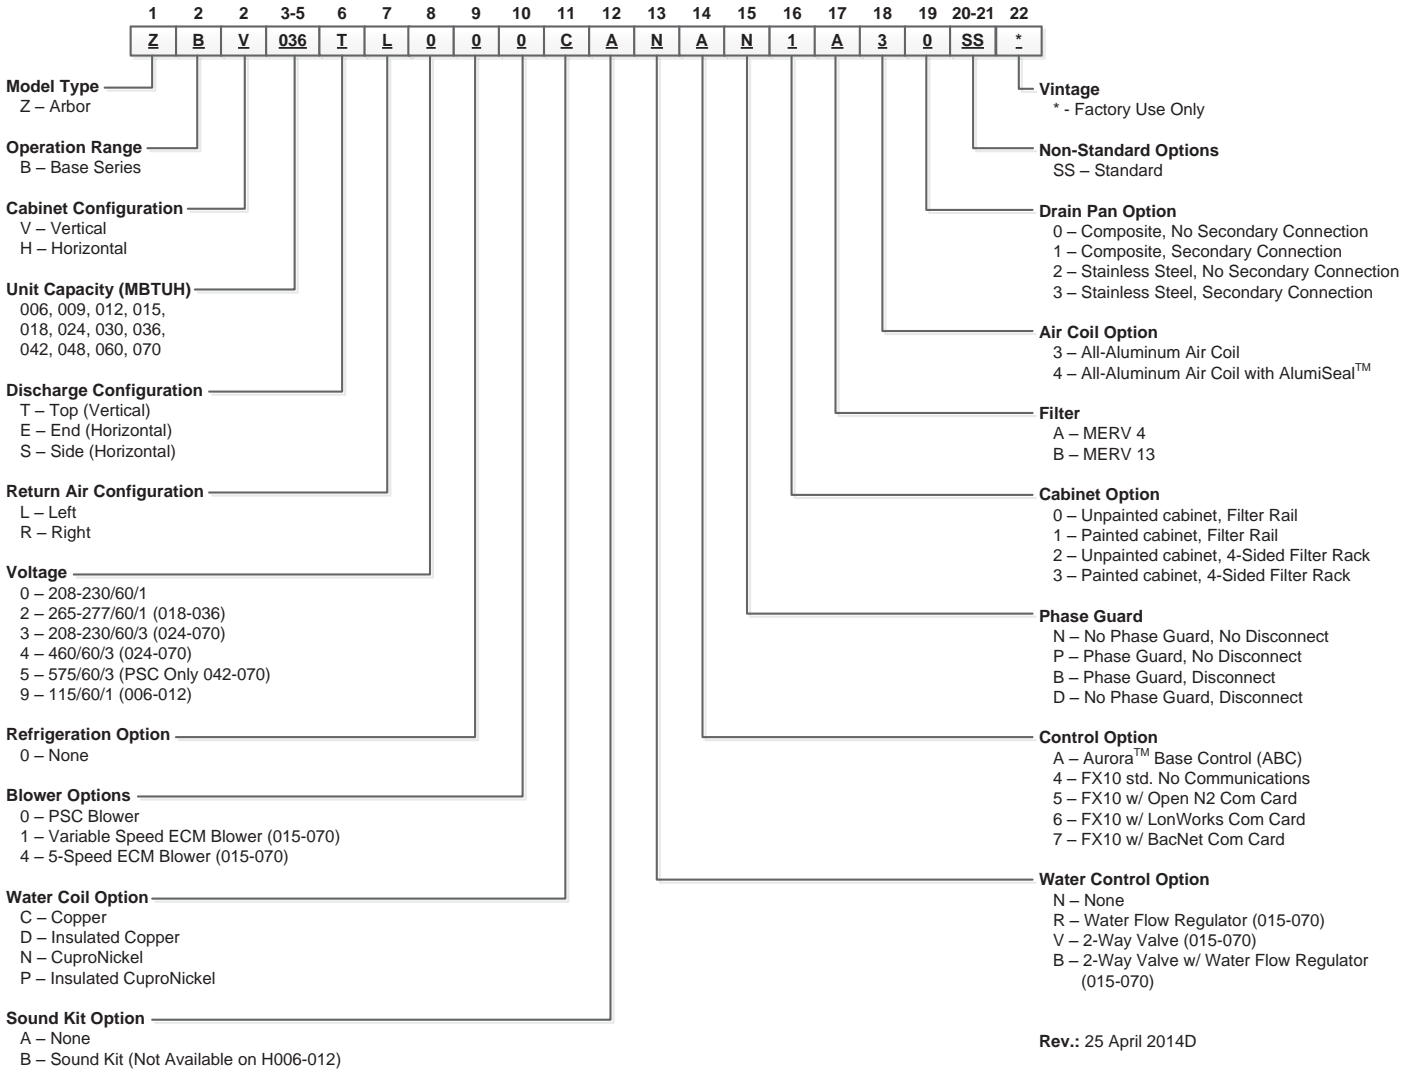 1 2 2 3-5 6 7 8 9 10 11 12 13 14 15 16 17 18 19 20-21 22
Z B V 036 T L 0 0 0 C A N A N 1 A 3 0 SS *
Model Type
Z – Arbor
Operation Range
B – Base Series
Cabinet Configuration
V – Vertical
H – Horizontal
Unit Capacity (MBTUH)
006, 009, 012, 015,
018, 024, 030, 036,
042, 048, 060, 070
Discharge Configuration
T – Top (Vertical)
E – End (Horizontal)
S – Side (Horizontal)
Return Air Configuration
L – Left
R – Right
Voltage
0 – 208-230/60/1
2 – 265-277/60/1 (018-036)
3 – 208-230/60/3 (024-070)
4 – 460/60/3 (024-070)
5 – 575/60/3 (PSC Only 042-070)
9 – 115/60/1 (006-012)
Refrigeration Option
0 – None
Blower Options
0 – PSC Blower
1 – Variable Speed ECM Blower (015-070)
4 – 5-Speed ECM Blower (015-070)
Water Coil Option
C – Copper
D – Insulated Copper
N – CuproNickel
P – Insulated CuproNickel
Sound Kit Option
A – None
B – Sound Kit (Not Available on H006-012)
Vintage
* - Factory Use Only
Non-Standard Options
SS – Standard
Drain Pan Option
0 – Composite, No Secondary Connection
1 – Composite, Secondary Connection
2 – Stainless Steel, No Secondary Connection
3 – Stainless Steel, Secondary Connection
Air Coil Option
3 – All-Aluminum Air Coil
4 – All-Aluminum Air Coil with AlumiSeal™
Filter
A – MERV 4
B – MERV 13
Cabinet Option
0 – Unpainted cabinet, Filter Rail
1 – Painted cabinet, Filter Rail
2 – Unpainted cabinet, 4-Sided Filter Rack
3 – Painted cabinet, 4-Sided Filter Rack
Phase Guard
N – No Phase Guard, No Disconnect
P – Phase Guard, No Disconnect
B – Phase Guard, Disconnect
D – No Phase Guard, Disconnect
Control Option
A – Aurora™ Base Control (ABC)
4 – FX10 std. No Communications
5 – FX10 w/ Open N2 Com Card
6 – FX10 w/ LonWorks Com Card
7 – FX10 w/ BacNet Com Card
Water Control Option
N – None
R – Water Flow Regulator (015-070)
V – 2-Way Valve (015-070)
B – 2-Way Valve w/ Water Flow Regulator
(015-070)
Rev.: 25 April 2014D